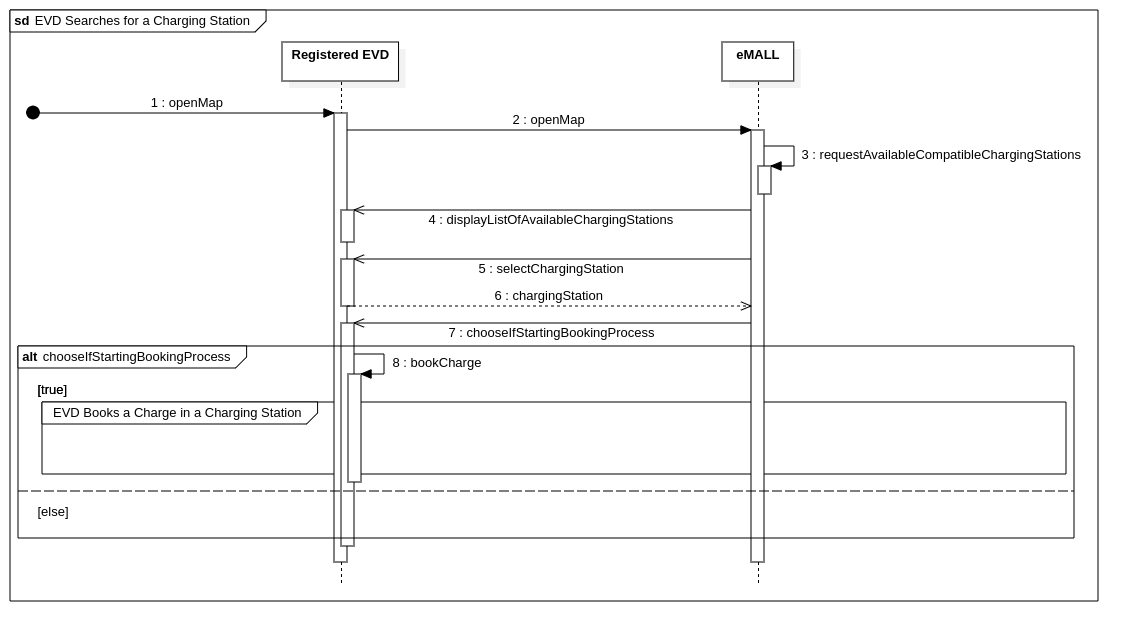 sd EVD Searches for a Charging Station
Registered EVD
eMALL
1 : openMap
2 : openMap
3 : requestAvailableCompatibleChargingStations
4 : displayListOfAvailableChargingStations
5 : selectChargingStation
6 : chargingStation
7 : chooseIfStartingBookingProcess
alt chooseIfStartingBookingProcess
8 : bookCharge
[true]
EVD Books a Charge in a Charging Station
[else]